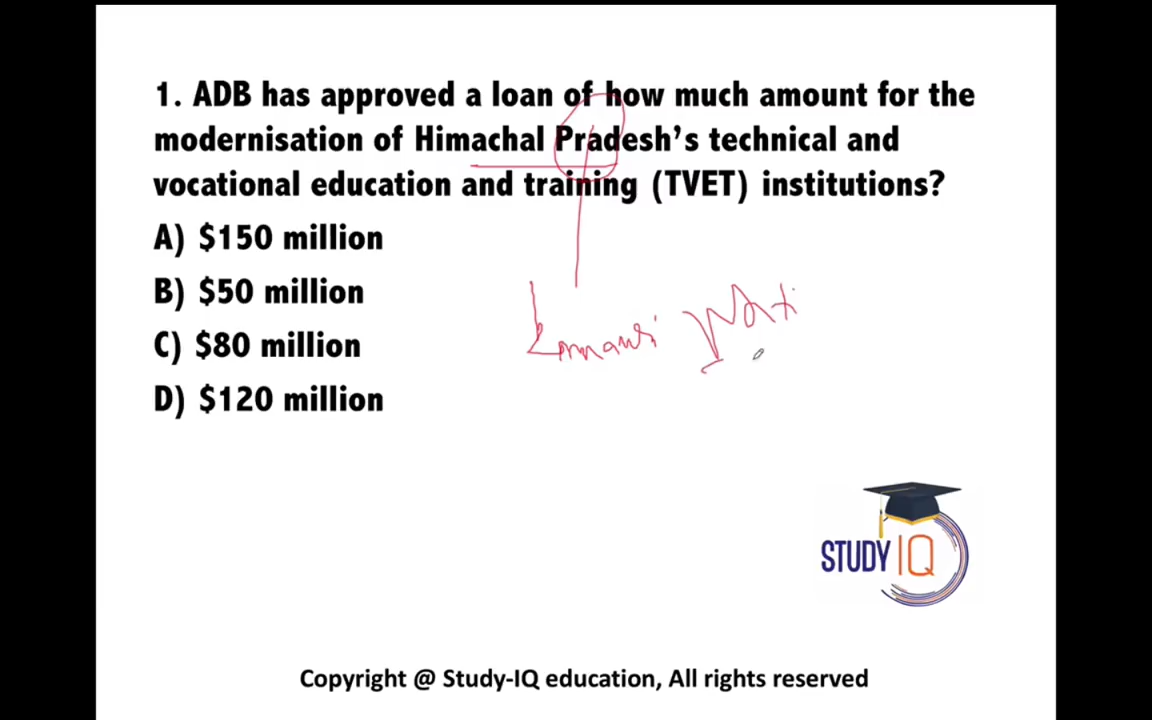 1. ADB has approved a loan of how much amount for the
modernisation of Himachal Pradesh's technical and
vocational education and training (TVET) institutions?
A) $150 million
B) $50 million
C) $80 million
D) $120 million
STUDY IQ
Copyright @ Study-IQ education, All rights reserved